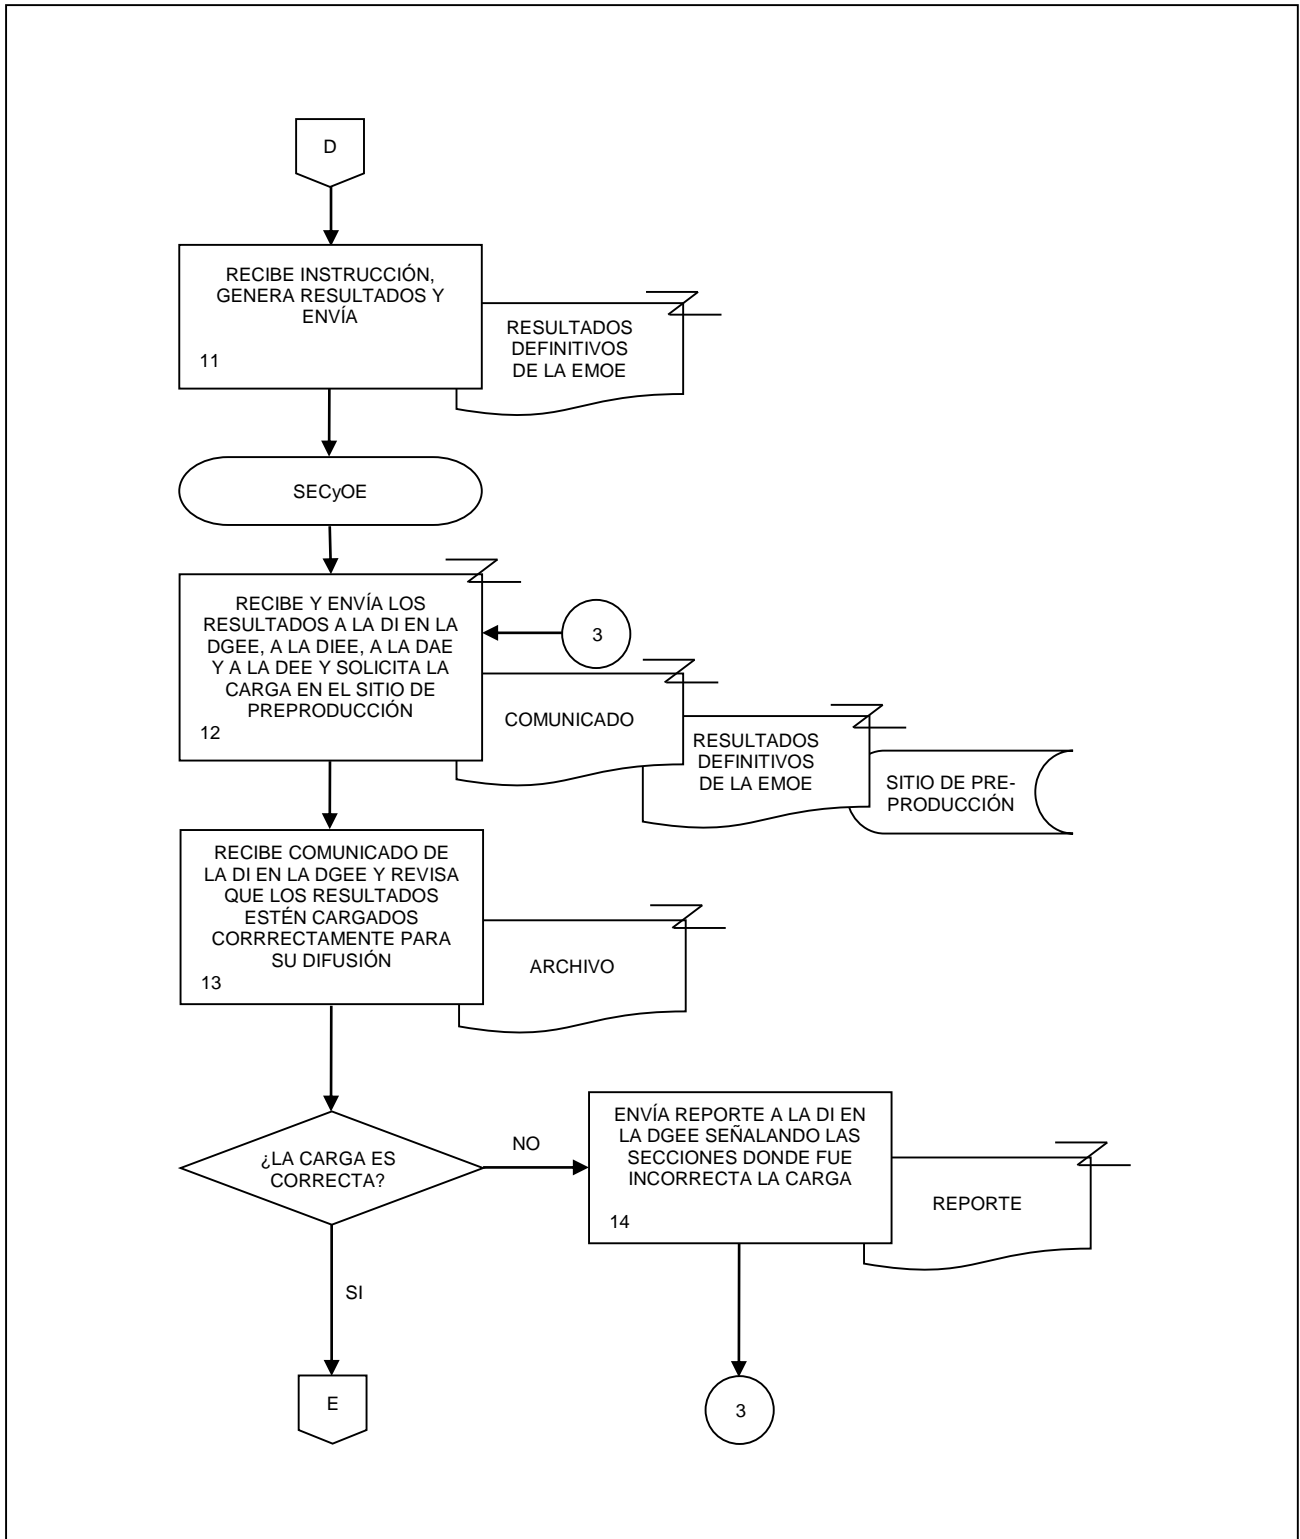 D
RECIBE INSTRUCCIÓN,
GENERA RESULTADOS Y
ENVÍA
11
RESULTADOS
DEFINITIVOS
DE LA EMOE
SECyOE
RECIBE Y ENVÍA LOS
RESULTADOS A LA DI EN LA
DGEE, A LA DIEE, A LA DAE
Y A LA DEE Y SOLICITA LA
CARGA EN EL SITIO DE
PREPRODUCCIÓN
12
3
COMUNICADO
RESULTADOS
DEFINITIVOS
DE LA EMOE
SITIO DE PRE-
PRODUCCIÓN
RECIBE COMUNICADO DE
LA DI EN LA DGEE Y REVISA
QUE LOS RESULTADOS
ESTÉN CARGADOS
CORRRECTAMENTE PARA
SU DIFUSIÓN
13
ARCHIVO
¿LA CARGA ES
CORRECTA?
NO
ENVÍA REPORTE A LA DI EN
LA DGEE SEÑALANDO LAS
SECCIONES DONDE FUE
INCORRECTA LA CARGA
14
REPORTE
SI
E
3